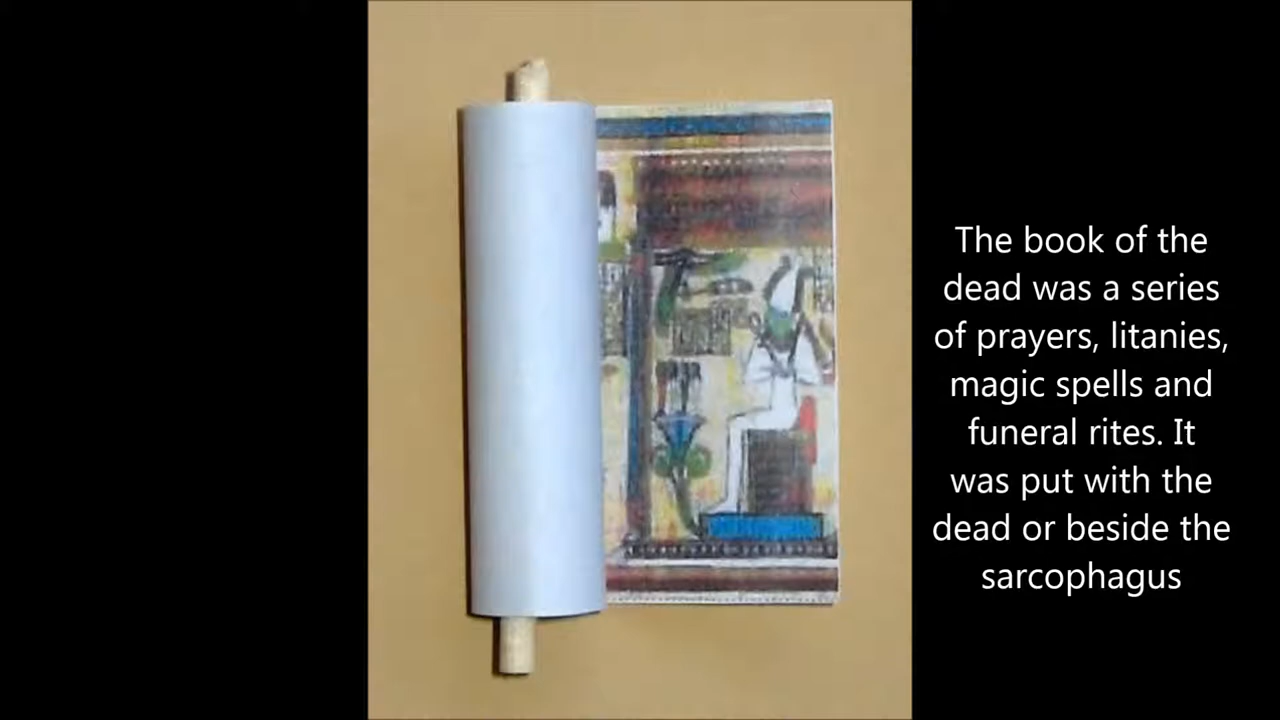 The book of the
dead was a series
of prayers, litanies,
magic spells and
funeral rites. It
was put with the
dead or beside the
sarcophagus